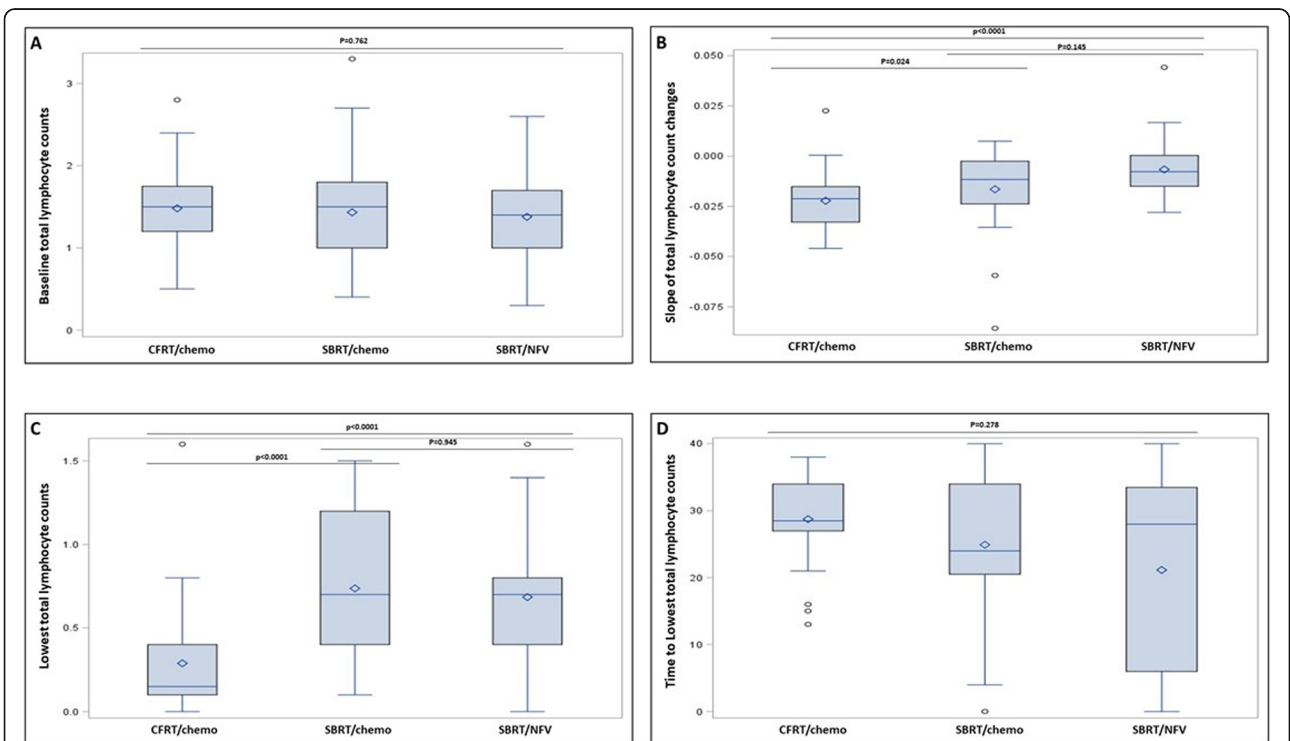 A
P=0.762
Baseline total lymphocyte counts
3
2
1
0
CFRT/chemo SBRT/chemo SBRT/NFV
B
p<0.0001
P=0.145
P=0.024
Slope of total lymphocyte count changes
0.050
0.025
0.000
-0.025
-0.050
-0.075
CFRT/chemo SBRT/chemo SBRT/NFV
C
p<0.0001
P=0.945
p<0.0001
Lowest total lymphocyte counts
1.5
1.0
0.5
0.0
CFRT/chemo SBRT/chemo SBRT/NFV
D
P=0.278
Time to Lowest total lymphocyte counts
40
30
20
10
0
CFRT/chemo SBRT/chemo SBRT/NFV